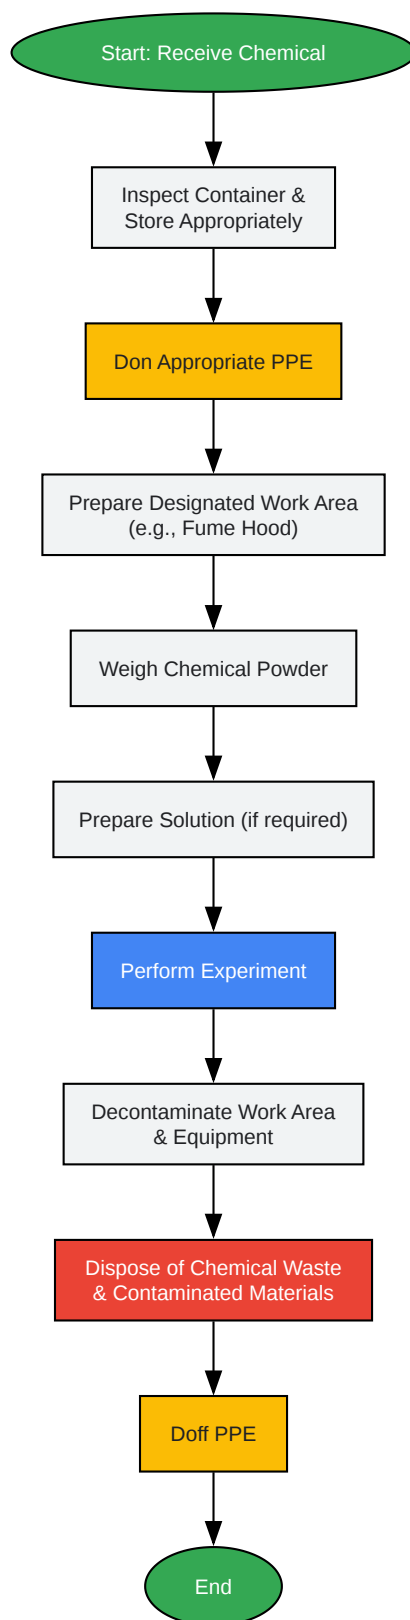 Start: Receive Chemical
Inspect Container &
Store Appropriately
Don Appropriate PPE
Prepare Designated Work Area
(e.g., Fume Hood)
Weigh Chemical Powder
Prepare Solution (if required)
Perform Experiment
Decontaminate Work Area
& Equipment
Dispose of Chemical Waste
& Contaminated Materials
Doff PPE
End